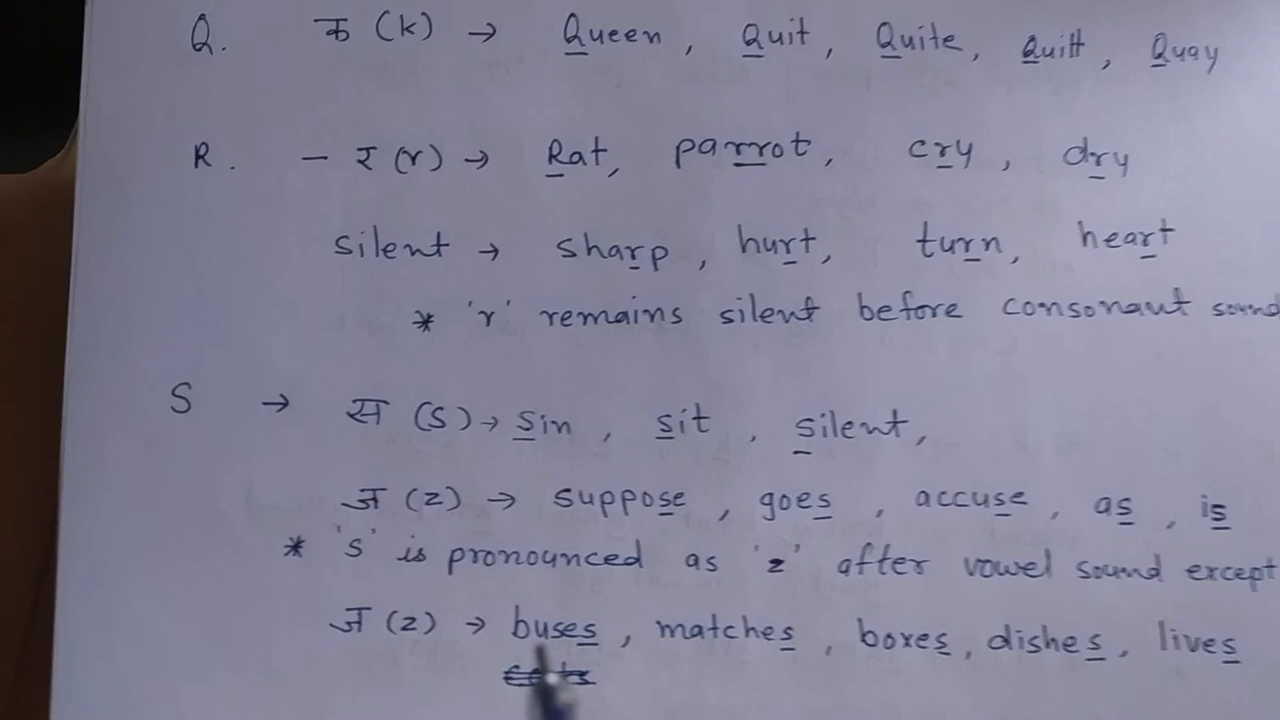 Q. क (k) → Queen, Quit, Quite, Quitt, Quay
R. – र (r) → Rat, parrot, cry, dry
silent → sharp, hurt, turn, heart
* 'r' remains silent before consonant sound
S → स (s) → sin, sit, silent,
ज (z) → suppose, goes, accuse, as, is
* 's' is pronounced as 'z' after vowel sound except
ज (z) → buses, matches, boxes, dishes, lives